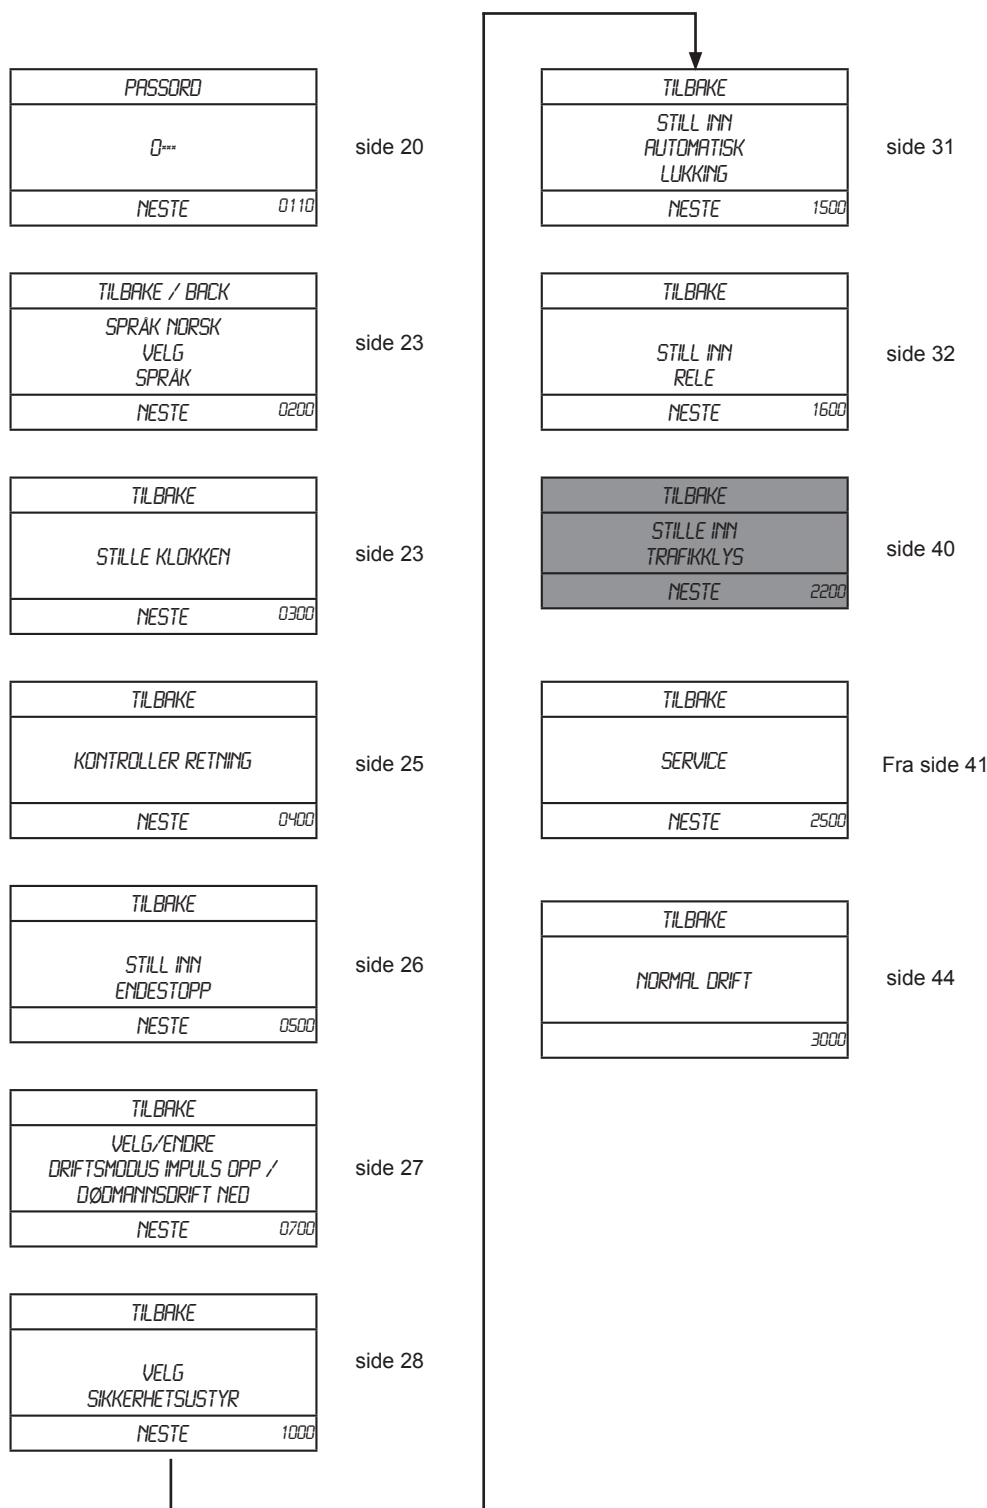 PASSORD
0***
NESTE 0110
side 20
TILBAKE / BACK
SPRÅK NORSK
VELG
SPRÅK
NESTE 0200
side 23
TILBAKE
STILLE KLOKKEN
NESTE 0300
side 23
TILBAKE
KONTROLLER RETNING
NESTE 0400
side 25
TILBAKE
STILL INN
ENDESTOPP
NESTE 0500
side 26
TILBAKE
VELG/ENDRE
DRIFTSMODUS IMPULS OPP /
DØDMANNSDRIFT NED
NESTE 0700
side 27
TILBAKE
VELG
SIKKERHETSUSTYR
NESTE 1000
side 28
TILBAKE
STILL INN
AUTOMATISK
LUKKING
NESTE 1500
side 31
TILBAKE
STILL INN
RELE
NESTE 1600
side 32
TILBAKE
STILLE INN
TRAFIKKLYS
NESTE 2200
side 40
TILBAKE
SERVICE
NESTE 2500
Fra side 41
TILBAKE
NORMAL DRIFT
3000
side 44